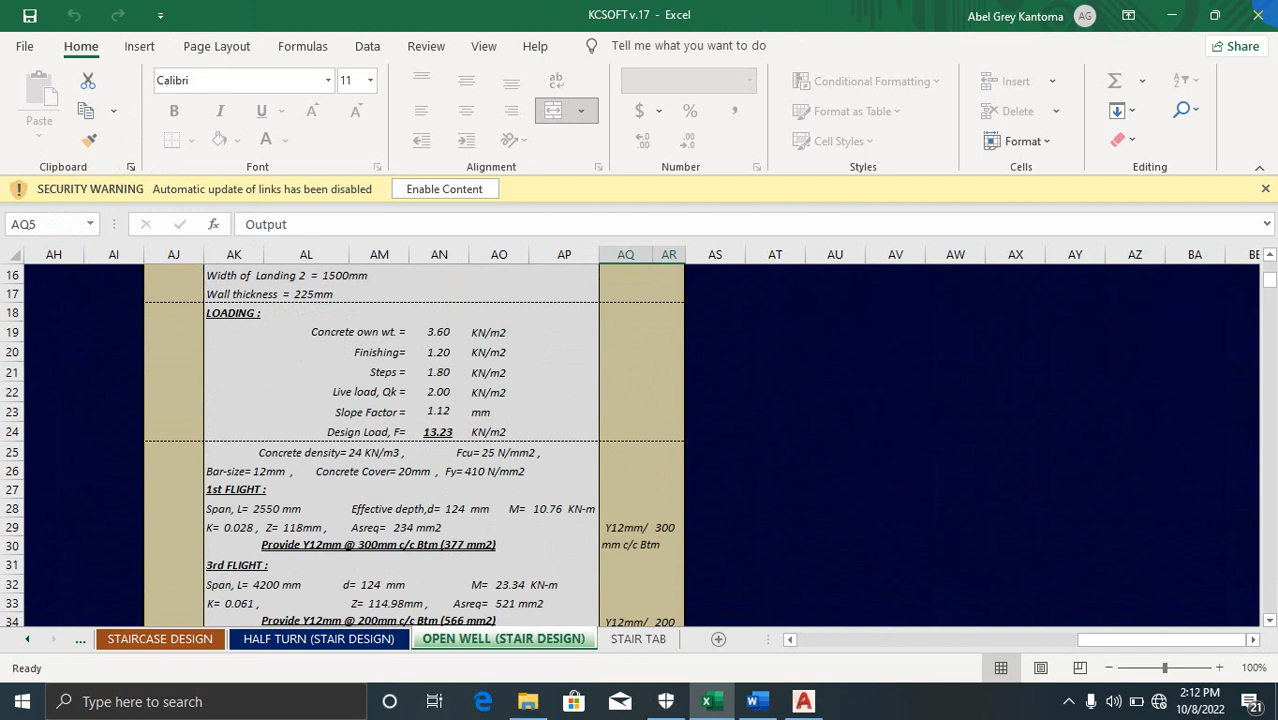 KCSOFT v.17 - Excel
Abel Grey Kantoma
AG
File Home Insert Page Layout Formulas Data Review View Help Tell me what you want to do Share
Paste
Calibri 11
Conditional Formatting
Format as Table
Cell Styles
Insert
Delete
Format
Clipboard Font Alignment Number Styles Cells Editing
SECURITY WARNING Automatic update of links has been disabled Enable Content
AQ5 fx Output
AH AI AJ AK AL AM AN AO AP AQ AR AS AT AU AV AW AX AY AZ BA BE
16 Width of Landing 2 = 1500mm
17 Wall thickness = 225mm
18 LOADING :
19 Concrete own wt. = 3.60 KN/m2
20 Finishing= 1.20 KN/m2
21 Steps = 1.80 KN/m2
22 Live load, Qk = 2.00 KN/m2
23 Slope Factor = 1.12 mm
24 Design Load, F= 13.23 KN/m2
25 Concrete density= 24 KN/m3 , Fcu= 25 N/mm2 ,
26 Bar-size= 12mm , Concrete Cover= 20mm , Fy= 410 N/mm2
27 1st FLIGHT :
28 Span, L= 2550 mm Effective depth,d= 124 mm M= 10.76 KN-m
29 K= 0.028 , Z= 118mm , Asreq= 234 mm2 Y12mm/ 300
30 Provide Y12mm @ 300mm c/c Btm (377 mm2) mm c/c Btm
31 3rd FLIGHT :
32 Span, L= 4200 mm d= 124 mm M= 23.34 KN-m
33 K= 0.061 , Z= 114.98mm , Asreq= 521 mm2
34 Provide Y12mm @ 200mm c/c Btm (566 mm2) Y12mm/ 200
... STAIRCASE DESIGN HALF TURN (STAIR DESIGN) OPEN WELL (STAIR DESIGN) STAIR TAB
Ready 100%
Type here to search
2:12 PM
10/8/2022
21